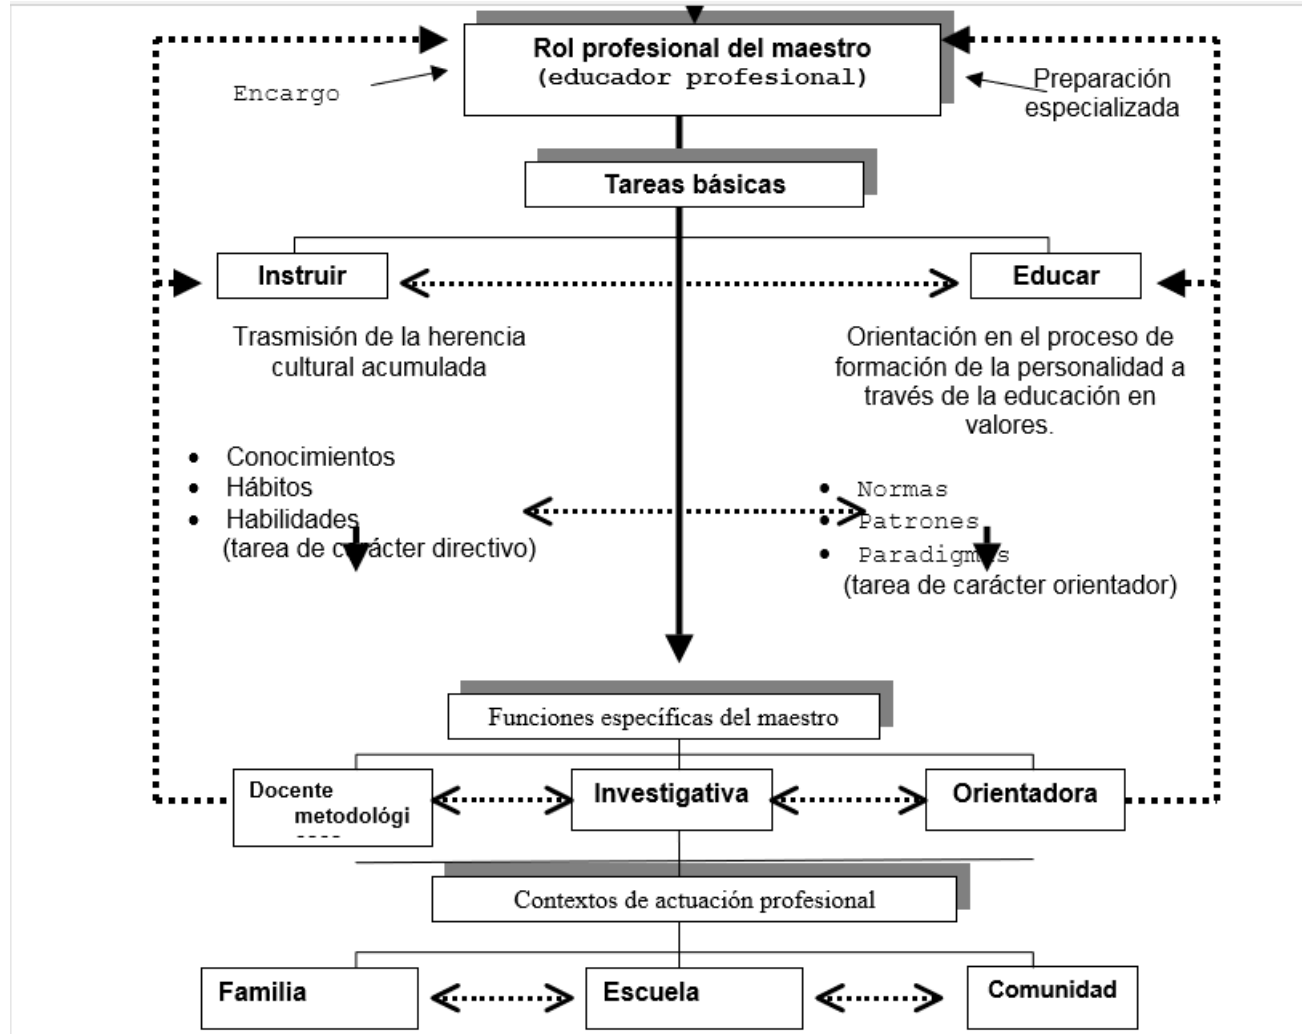 Rol profesional del maestro
(educador profesional)
Encargo
Preparación
especializada
Tareas básicas
Instruir
Educar
Trasmisión de la herencia
cultural acumulada
Orientación en el proceso de
formación de la personalidad a
través de la educación en
valores.
• Conocimientos
• Hábitos
• Habilidades
(tarea de carácter directivo)
• Normas
• Patrones
• Paradigmas
(tarea de carácter orientador)
Funciones específicas del maestro
Docente
metodológi
Investigativa
Orientadora
Contextos de actuación profesional
Familia
Escuela
Comunidad